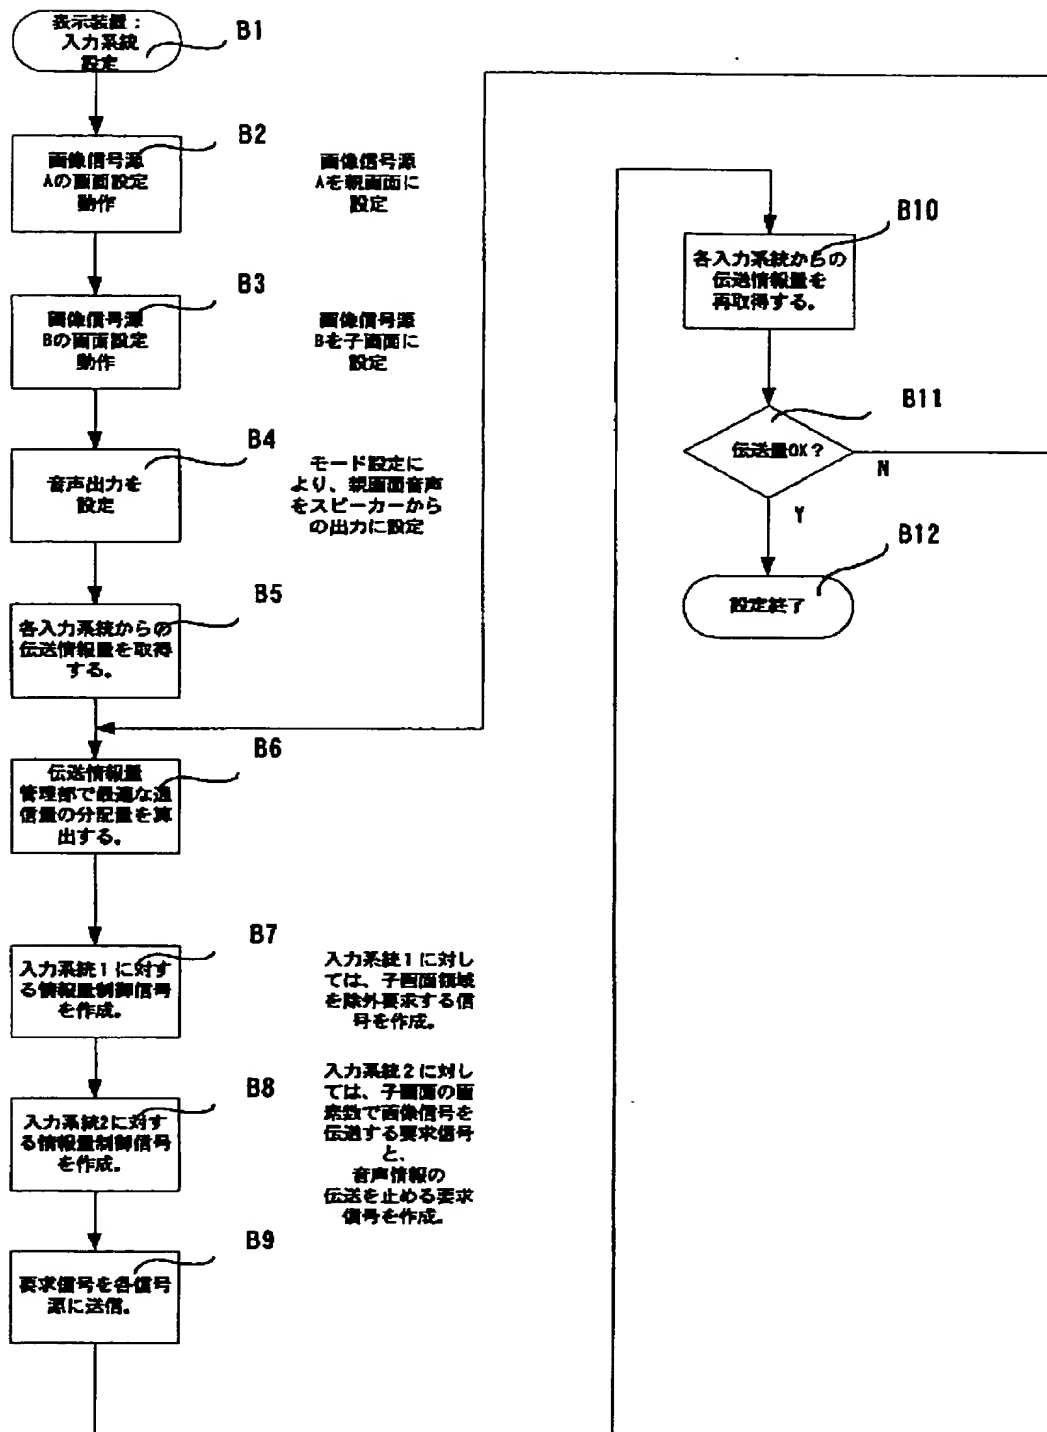 表示装置:
入力系統
設定
B1
画像信号源
Aの画面設定
動作
B2
画像信号源
Aを親画面に
設定
画像信号源
Bの画面設定
動作
B3
画像信号源
Bを子画面に
設定
音声出力を
設定
B4
モード設定に
より、親画面音声
をスピーカーから
の出力に設定
各入力系統からの
伝送情報量を取得
する。
B5
伝送情報量
管理部で最適な通
信量の分配量を算
出する。
B6
入力系統1に対す
る情報量制御信号
を作成。
B7
入力系統1に対し
ては、子画面領域
を除外要求する信
号を作成。
入力系統2に対す
る情報量制御信号
を作成。
B8
入力系統2に対し
ては、子画面の画
素数で画像信号を
伝送する要求信号
と、
音声情報の
伝送を止める要求
信号を作成。
要求信号を各信号
源に送信。
B9
各入力系統からの
伝送情報量を
再取得する。
B10
伝送量OK?
B11
N
Y
設定終了
B12